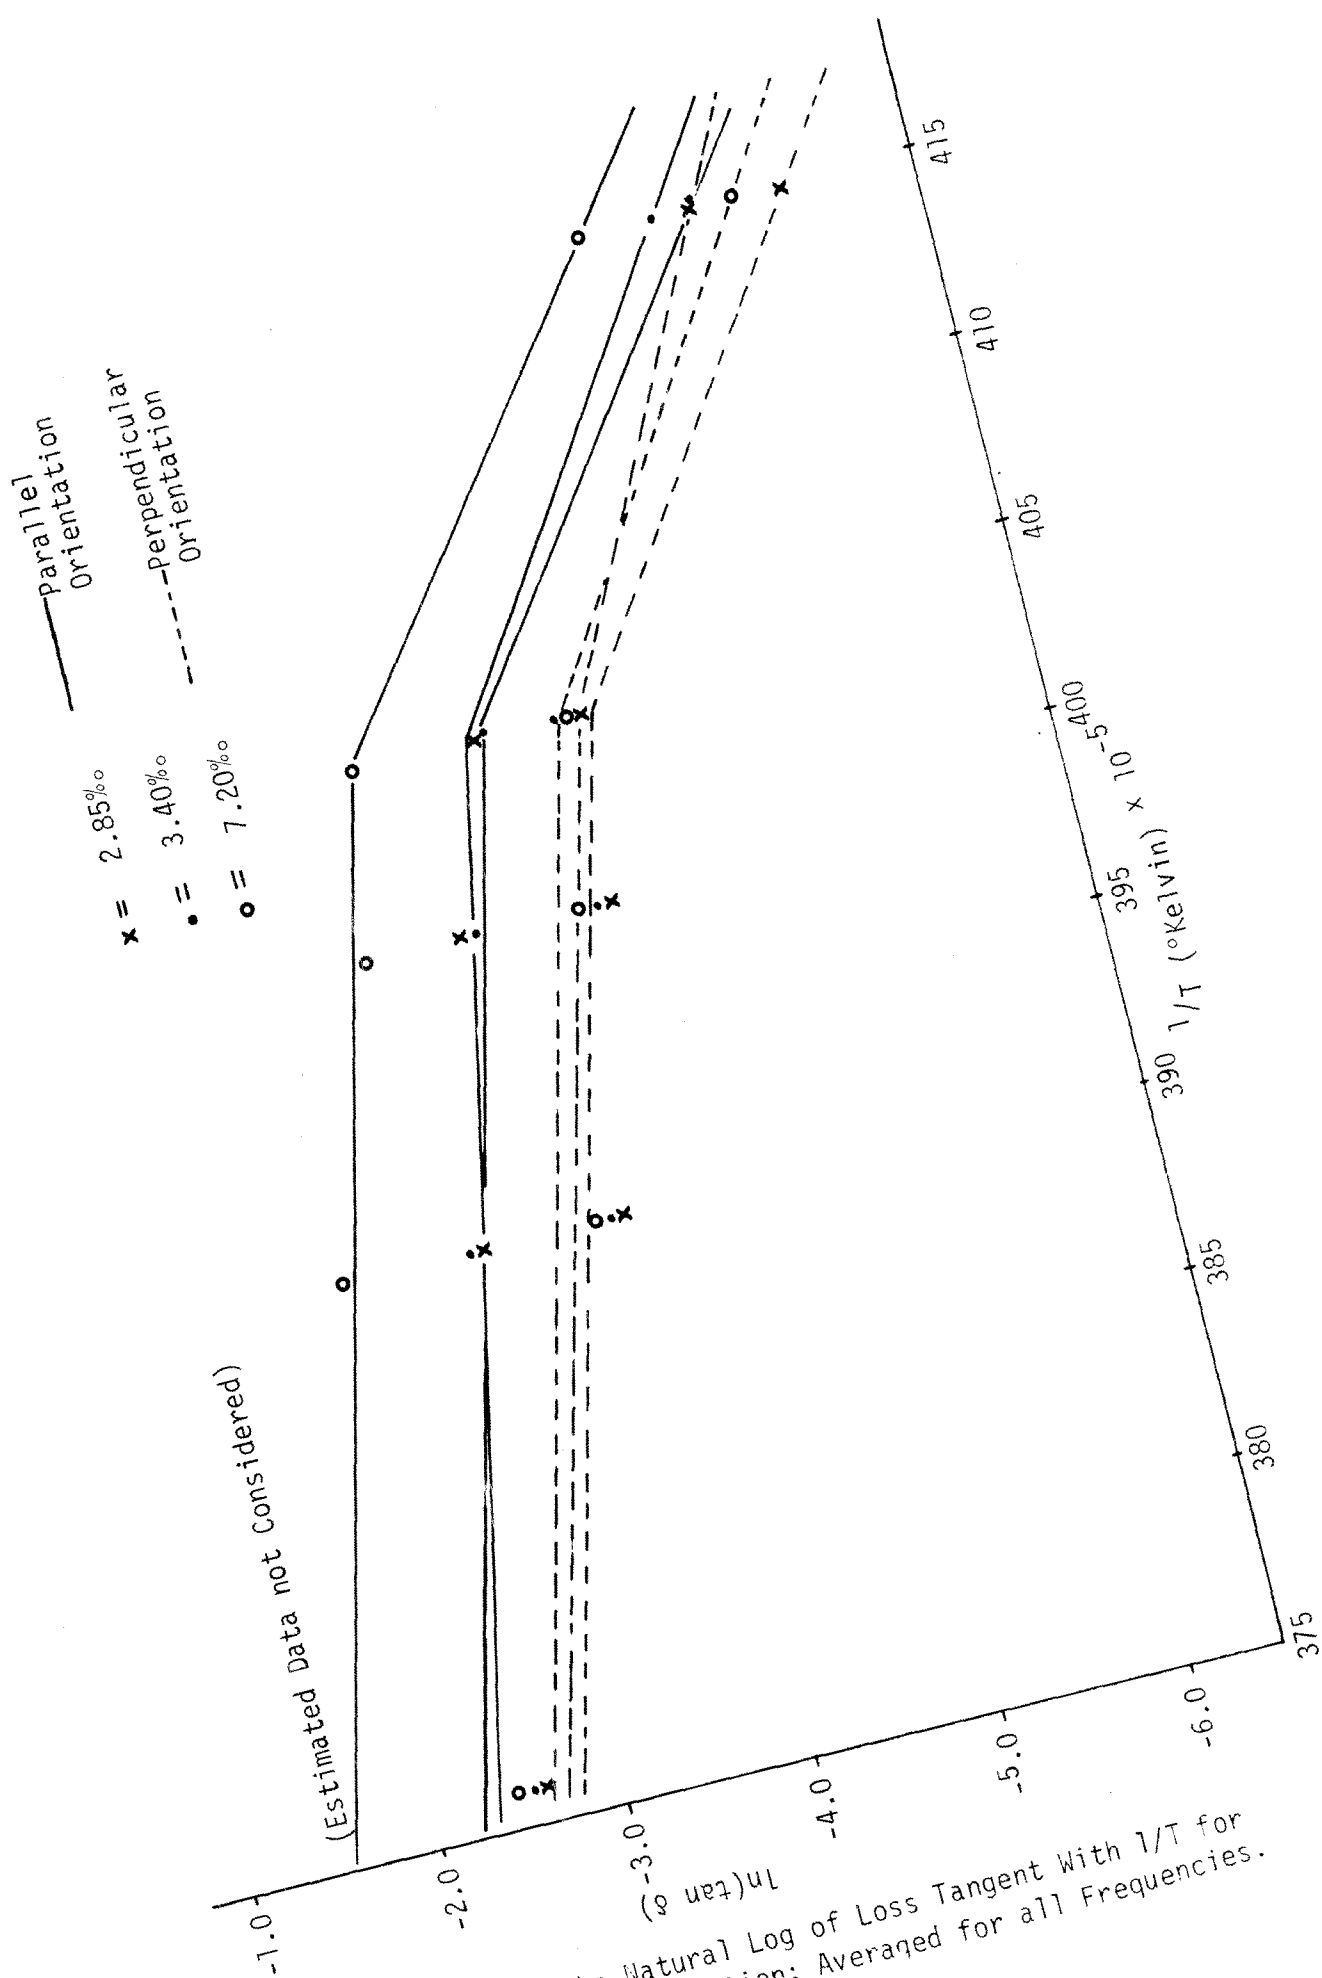 Parallel
Orientation
Perpendicular
Orientation
x = 2.85‰
• = 3.40‰
o = 7.20‰
(Estimated Data not Considered)
-1.0
-2.0
-3.0
-4.0
-5.0
-6.0
ln(tan δ)
375
380
385
390
395
400
405
410
415
1/T (°Kelvin) x 10-5
Natural Log of Loss Tangent With 1/T for
Averaged for all Frequencies.